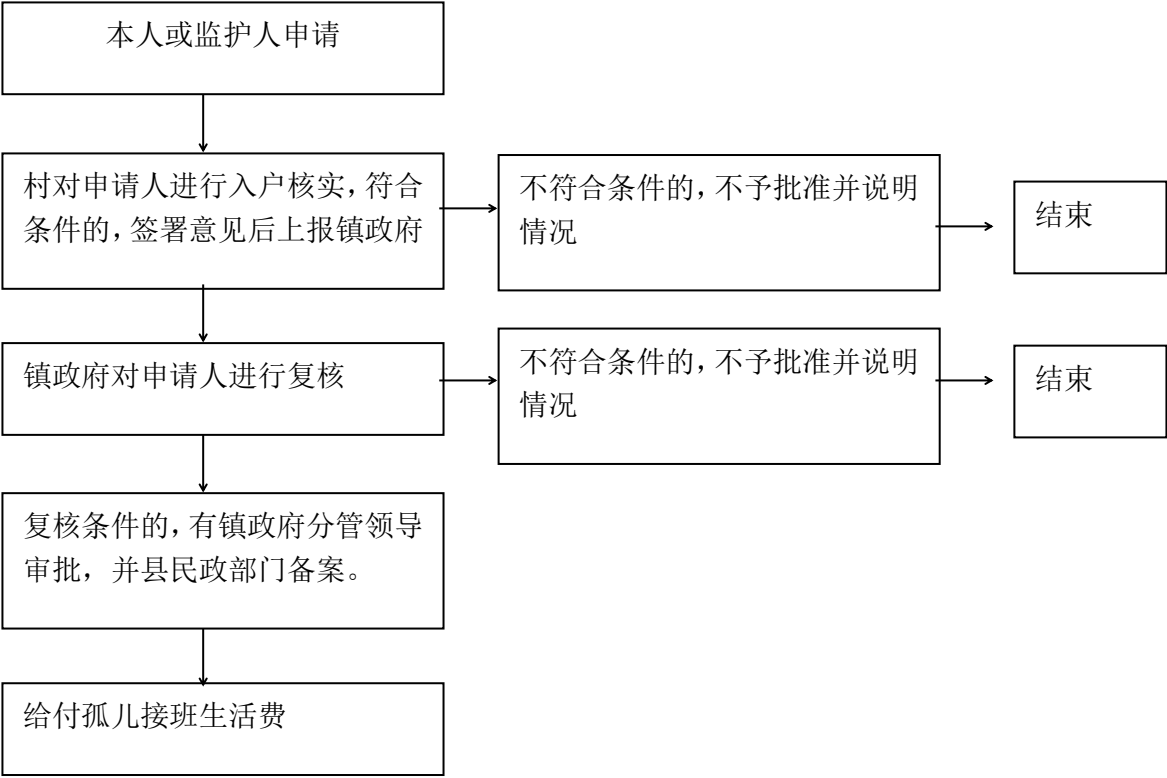 本人或监护人申请
村对申请人进行入户核实，符合
条件的，签署意见后上报镇政府
不符合条件的，不予批准并说明
情况
结束
镇政府对申请人进行复核
不符合条件的，不予批准并说明
情况
结束
复核条件的，有镇政府分管领导
审批，并县民政部门备案。
给付孤儿接班生活费